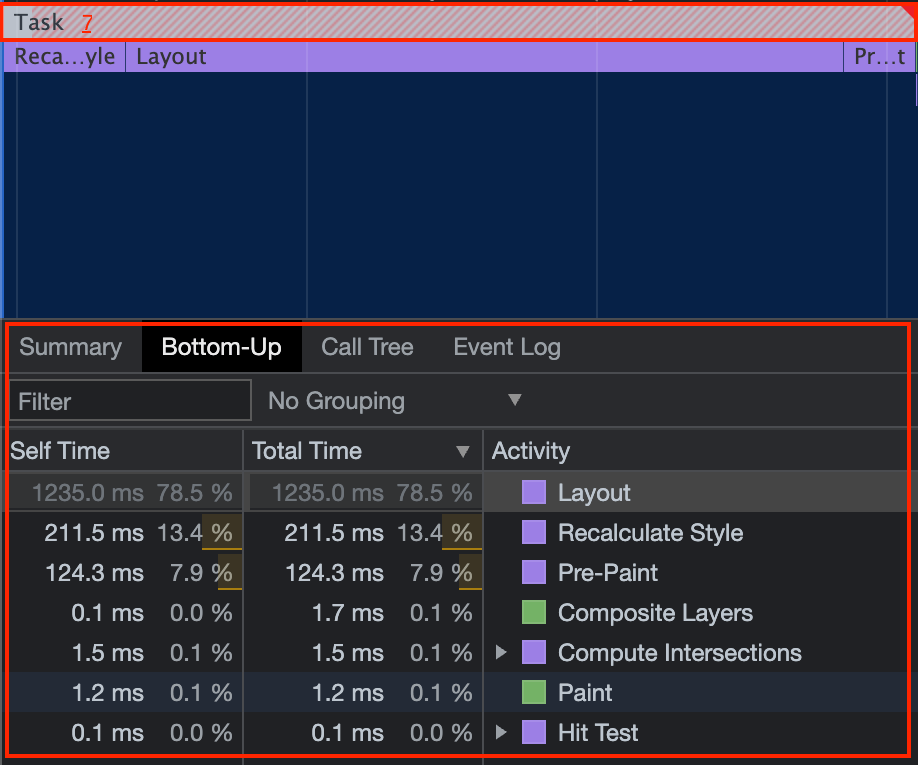 Task 7
Reca…yle Layout Pr…t
Summary Bottom-Up Call Tree Event Log
Filter No Grouping ▼
Self Time Total Time ▼ Activity
1235.0 ms 78.5 % 1235.0 ms 78.5 % Layout
211.5 ms 13.4 % 211.5 ms 13.4 % Recalculate Style
124.3 ms 7.9 % 124.3 ms 7.9 % Pre-Paint
0.1 ms 0.0 % 1.7 ms 0.1 % Composite Layers
1.5 ms 0.1 % 1.5 ms 0.1 % Compute Intersections
1.2 ms 0.1 % 1.2 ms 0.1 % Paint
0.1 ms 0.0 % 0.1 ms 0.0 % Hit Test